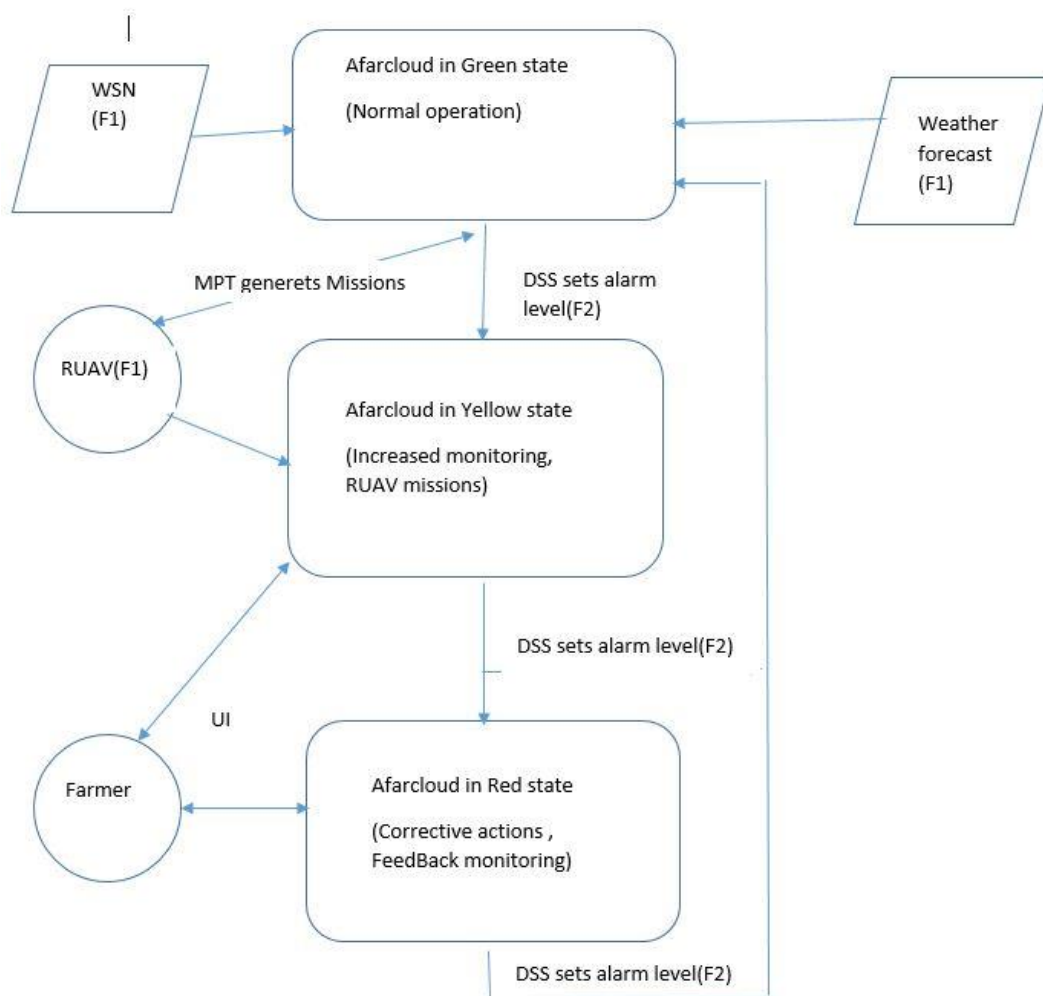 WSN
(F1)
Afarcloud in Green state
(Normal operation)
Weather
forecast
(F1)
MPT generets Missions
DSS sets alarm
level(F2)
RUAV(F1)
Afarcloud in Yellow state
(Increased monitoring,
RUAV missions)
DSS sets alarm level(F2)
UI
Farmer
Afarcloud in Red state
(Corrective actions ,
FeedBack monitoring)
DSS sets alarm level(F2)